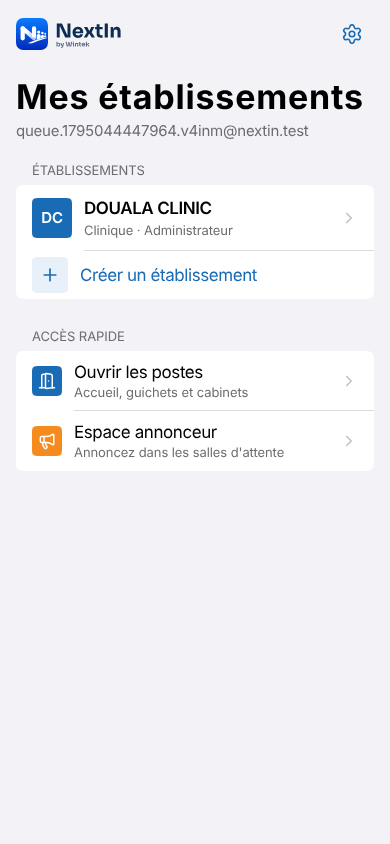 NextIn
by Wintek
Mes établissements
queue.1795044447964.v4inm@nextin.test
ÉTABLISSEMENTS
DC
DOUALA CLINIC
Clinique · Administrateur
Créer un établissement
ACCÈS RAPIDE
Ouvrir les postes
Accueil, guichets et cabinets
Espace annonceur
Annoncez dans les salles d'attente